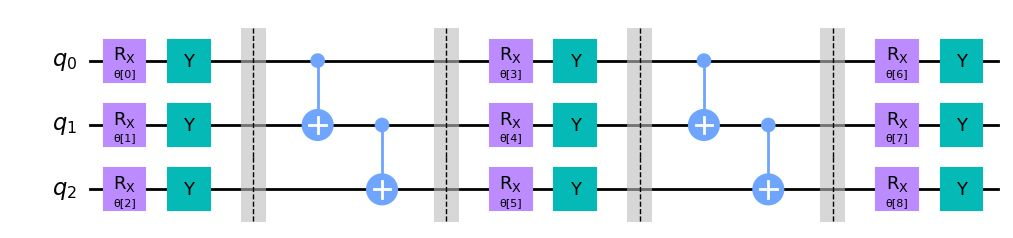 q0 RX θ[0] Y RX θ[3] Y RX θ[6] Y
q1 RX θ[1] Y RX θ[4] Y RX θ[7] Y
q2 RX θ[2] Y RX θ[5] Y RX θ[8] Y